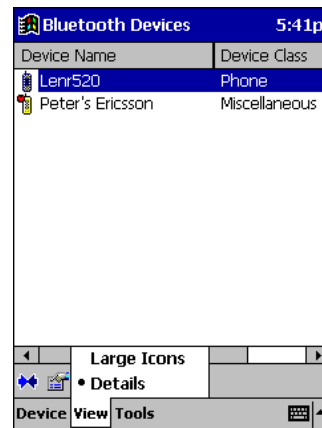 Bluetooth Devices 5:41p
Device Name Device Class
Lenr520 Phone
Peter's Ericsson Miscellaneous
Large Icons
• Details
Device View Tools